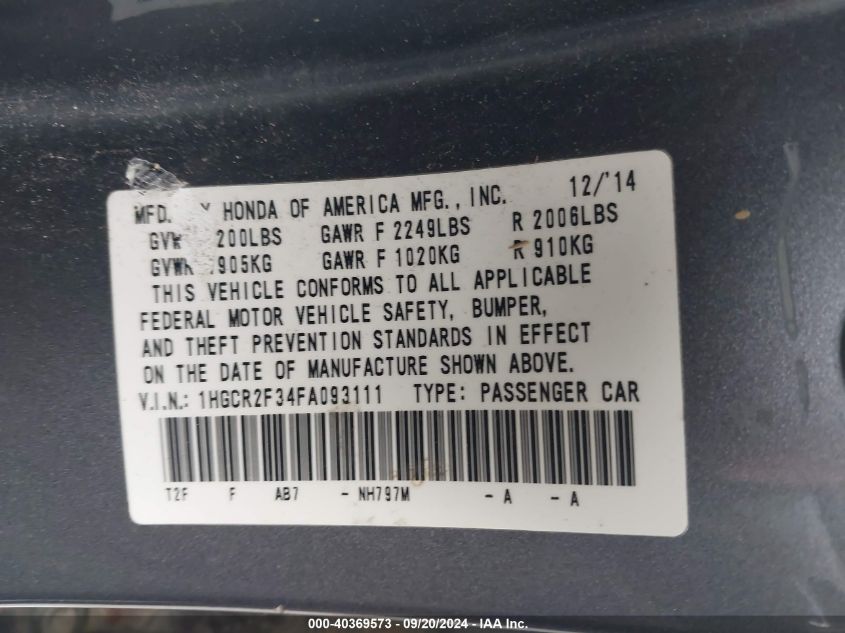 MFD. Y HONDA OF AMERICA MFG., INC. 12/'14
200LBS GAWR F 2249LBS R 2006LBS
GVWR 905KG GAWR F 1020KG R 910KG
THIS VEHICLE CONFORMS TO ALL APPLICABLE
FEDERAL MOTOR VEHICLE SAFETY, BUMPER,
AND THEFT PREVENTION STANDARDS IN EFFECT
ON THE DATE OF MANUFACTURE SHOWN ABOVE.
V.I.N.: 1HGCR2F34FA093111 TYPE: PASSENGER CAR
T2F F AB7 - NH797M - A - A
000-40369573 - 09/20/2024 - IAA Inc.